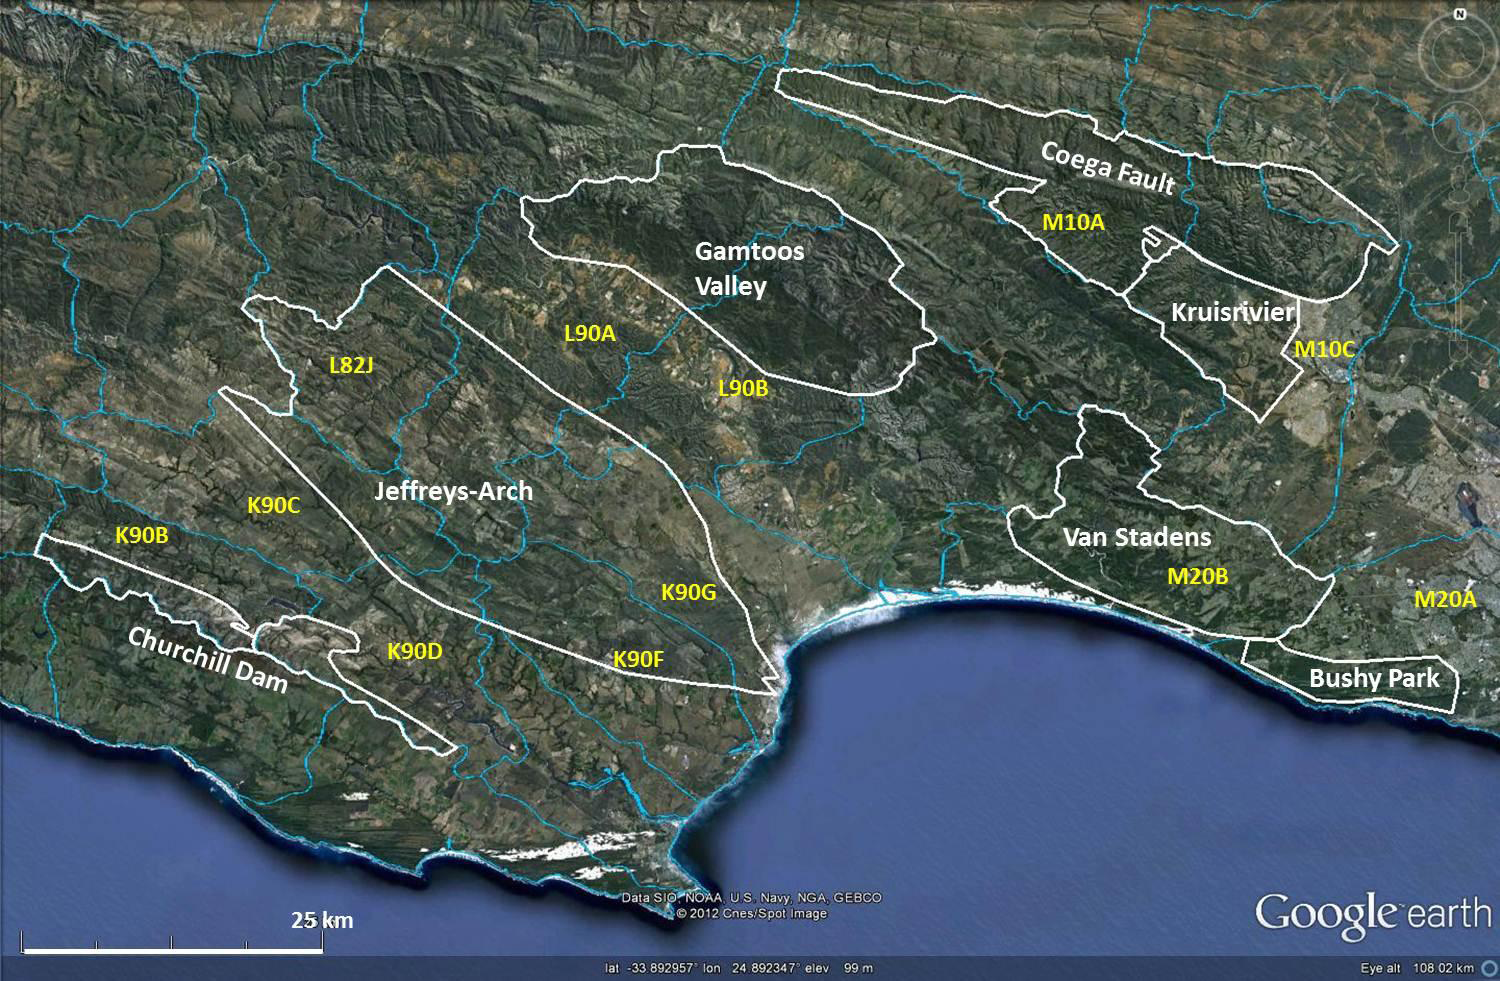 N
Coega Fault
M10A
Gamtoos
Valley
Kruisrivier
L90A
M10C
L82J
L90B
Jeffreys-Arch
K90C
K90B
Van Stadens
M20B
K90G
M20A
Churchill Dam
K90D
K90F
Bushy Park
Data SIO, NOAA, U.S. Navy, NGA, GEBCO
© 2012 Cnes/Spot Image
25 km
Google earth
lat -33.892957° lon 24.892347° elev 99 m
Eye alt 108.02 km